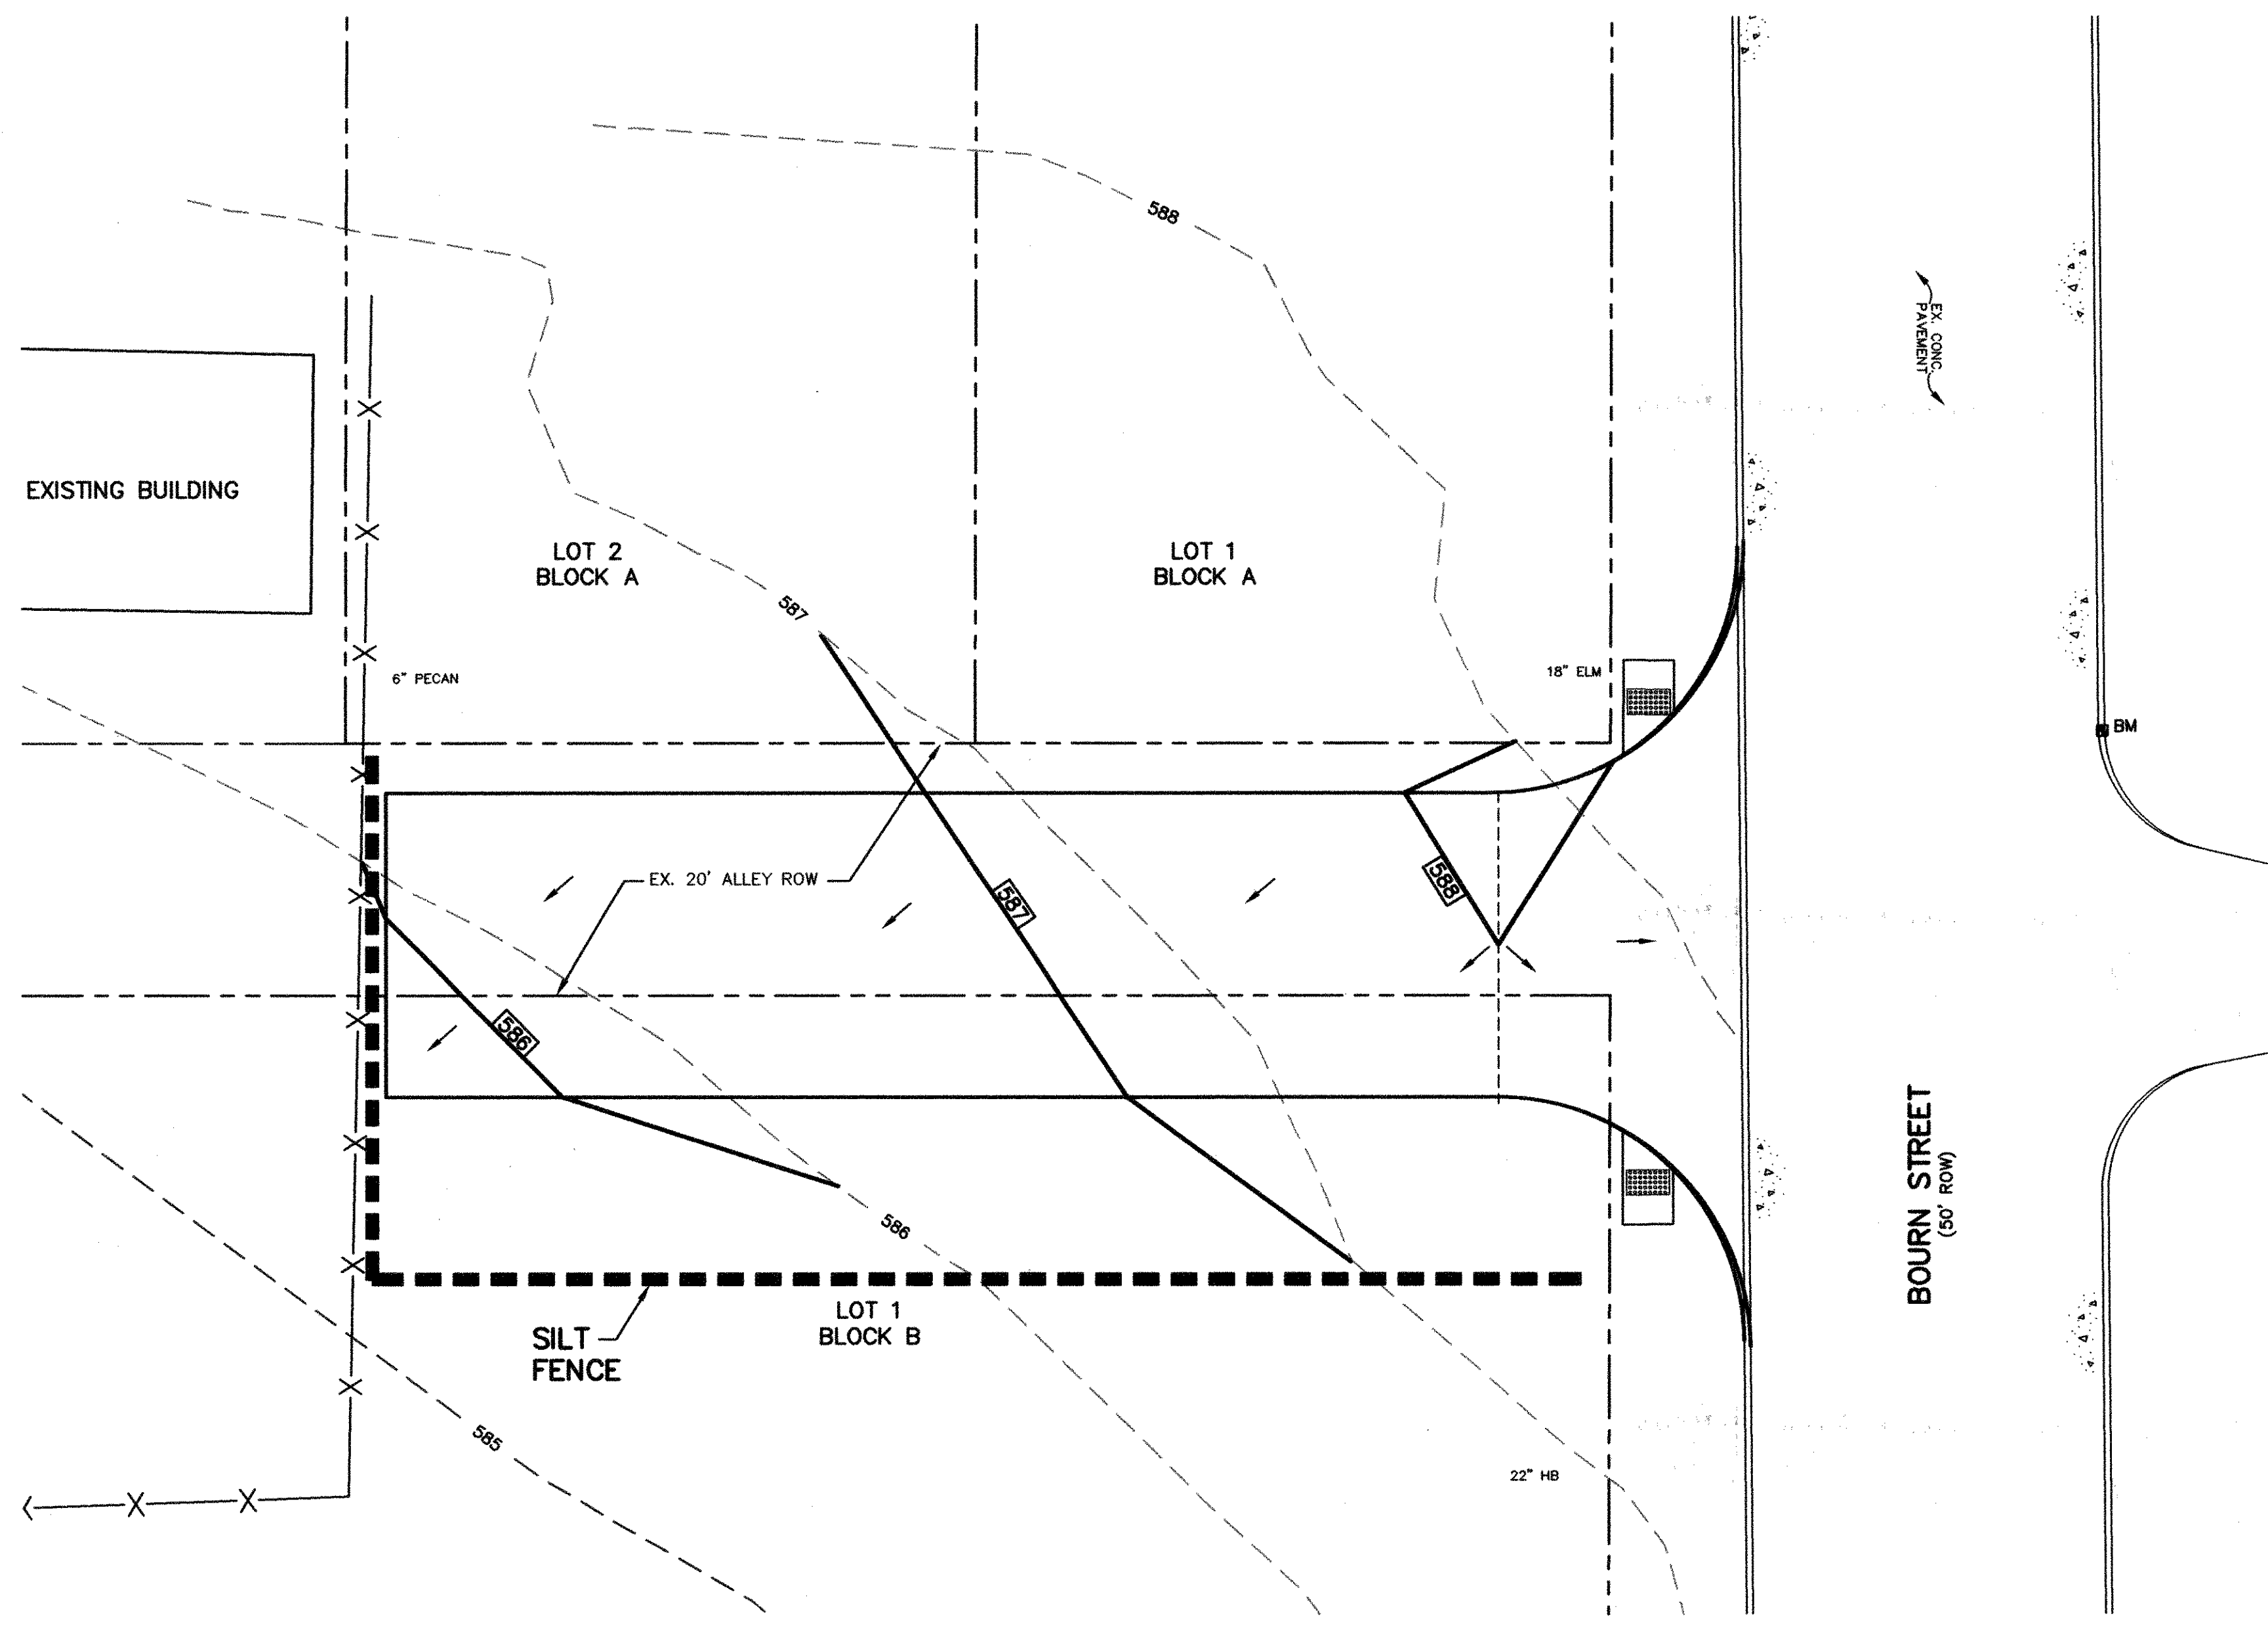 588
EX. CONC.
PAVEMENT
EXISTING BUILDING
LOT 2
BLOCK A
LOT 1
BLOCK A
587
6" PECAN
18" ELM
BM
EX. 20' ALLEY ROW
588
587
586
BOURN STREET
(50' ROW)
586
LOT 1
BLOCK B
SILT
FENCE
585
22" HB